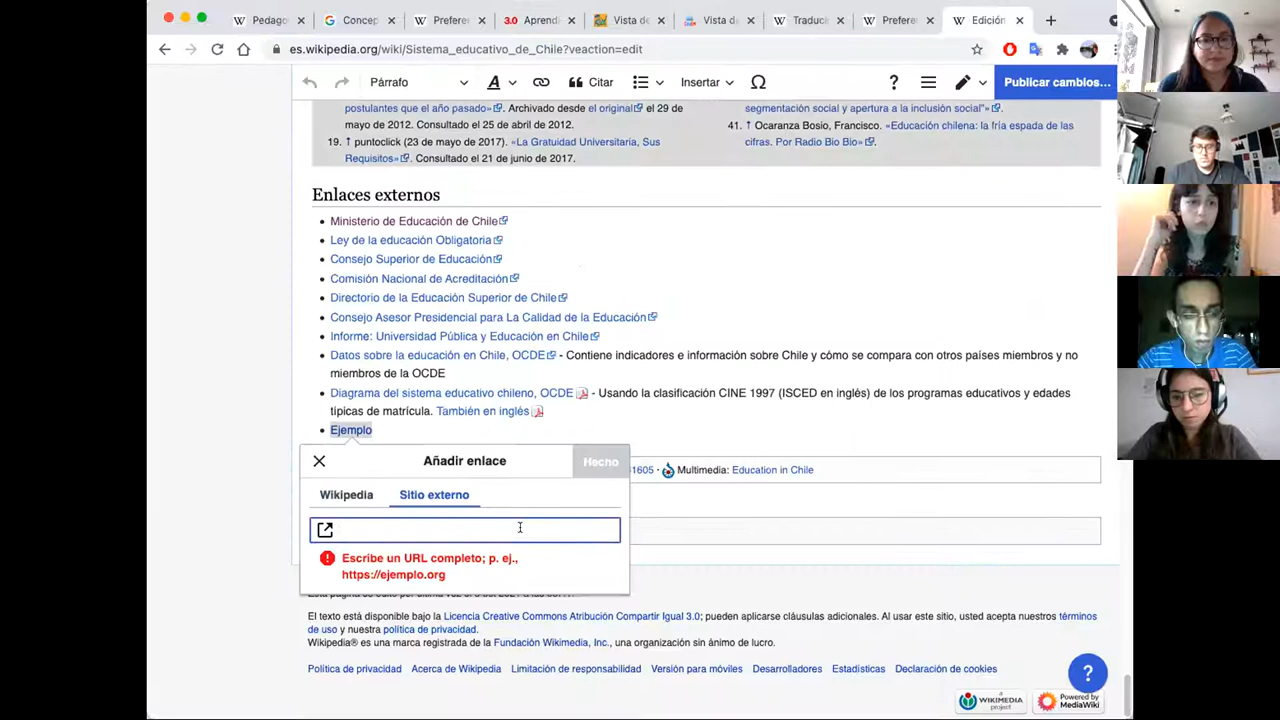 Pedago
Concep
Prefere
3.0 Aprend
Vista de
Vista de
Traducci
Prefere
Edición
es.wikipedia.org/wiki/Sistema_educativo_de_Chile?veaction=edit
Párrafo
A
Citar
Insertar
Ω
?
Publicar cambios...
postulantes que el año pasado». Archivado desde el original el 29 de
mayo de 2012. Consultado el 25 de abril de 2012.
19. ↑ puntoclick (23 de mayo de 2017). «La Gratuidad Universitaria, Sus
Requisitos». Consultado el 21 de junio de 2017.
segmentación social y apertura a la inclusión social"».
41. ↑ Ocaranza Bosio, Francisco. «Educación chilena: la fría espada de las
cifras. Por Radio Bio Bio».
Enlaces externos
• Ministerio de Educación de Chile
• Ley de la educación Obligatoria
• Consejo Superior de Educación
• Comisión Nacional de Acreditación
• Directorio de la Educación Superior de Chile
• Consejo Asesor Presidencial para La Calidad de la Educación
• Informe: Universidad Pública y Educación en Chile
• Datos sobre la educación en Chile, OCDE - Contiene indicadores e información sobre Chile y cómo se compara con otros países miembros y no
miembros de la OCDE
• Diagrama del sistema educativo chileno, OCDE - Usando la clasificación CINE 1997 (ISCED en inglés) de los programas educativos y edades
típicas de matrícula. También en inglés
• Ejemplo
Añadir enlace
Hecho
1605 • Multimedia: Education in Chile
Wikipedia
Sitio externo
Escribe un URL completo; p. ej.,
https://ejemplo.org
El texto está disponible bajo la Licencia Creative Commons Atribución Compartir Igual 3.0; pueden aplicarse cláusulas adicionales. Al usar este sitio, usted acepta nuestros términos
de uso y nuestra política de privacidad.
Wikipedia® es una marca registrada de la Fundación Wikimedia, Inc., una organización sin ánimo de lucro.
Política de privacidad
Acerca de Wikipedia
Limitación de responsabilidad
Versión para móviles
Desarrolladores
Estadísticas
Declaración de cookies
?
a
WIKIMEDIA
project
Powered by
MediaWiki